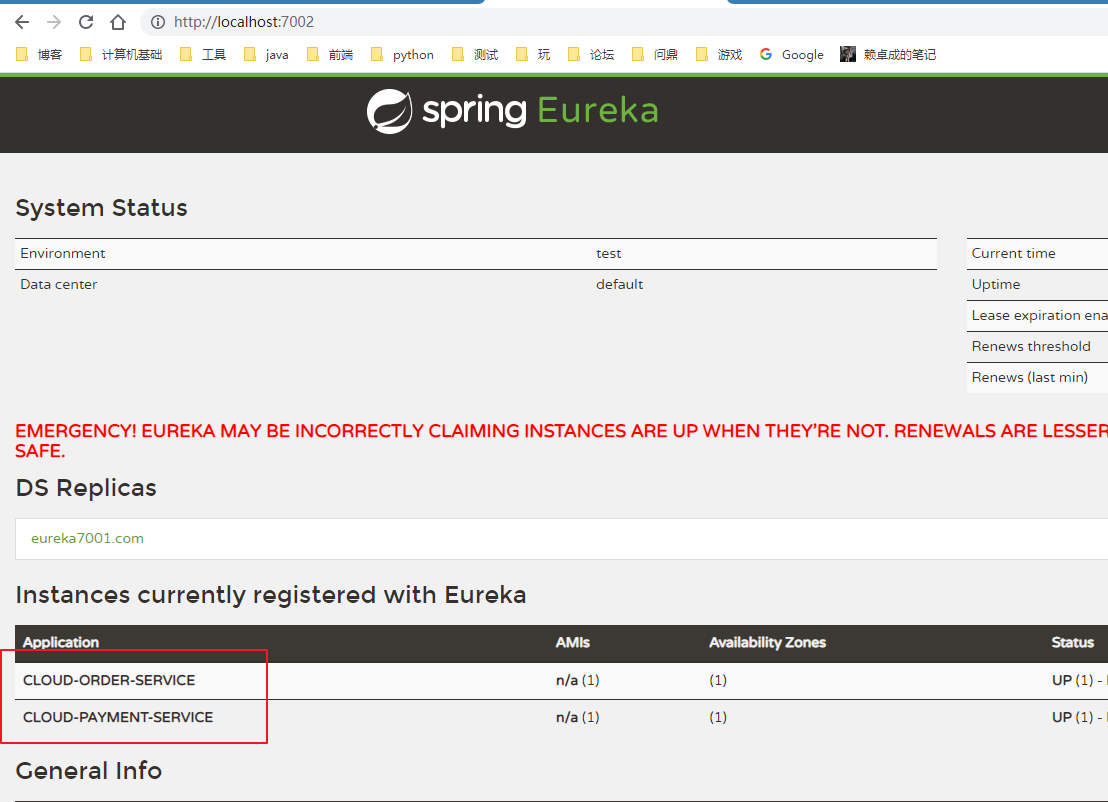 http://localhost:7002
博客 计算机基础 工具 java 前端 python 测试 玩 论坛 问鼎 游戏 Google 赖卓成的笔记
spring Eureka
System Status
Environment test Current time
Data center default Uptime
Lease expiration ena
Renews threshold
Renews (last min)
EMERGENCY! EUREKA MAY BE INCORRECTLY CLAIMING INSTANCES ARE UP WHEN THEY'RE NOT. RENEWALS ARE LESSER
SAFE.
DS Replicas
eureka7001.com
Instances currently registered with Eureka
Application AMIs Availability Zones Status
CLOUD-ORDER-SERVICE n/a (1) (1) UP (1) -
CLOUD-PAYMENT-SERVICE n/a (1) (1) UP (1) -
General Info